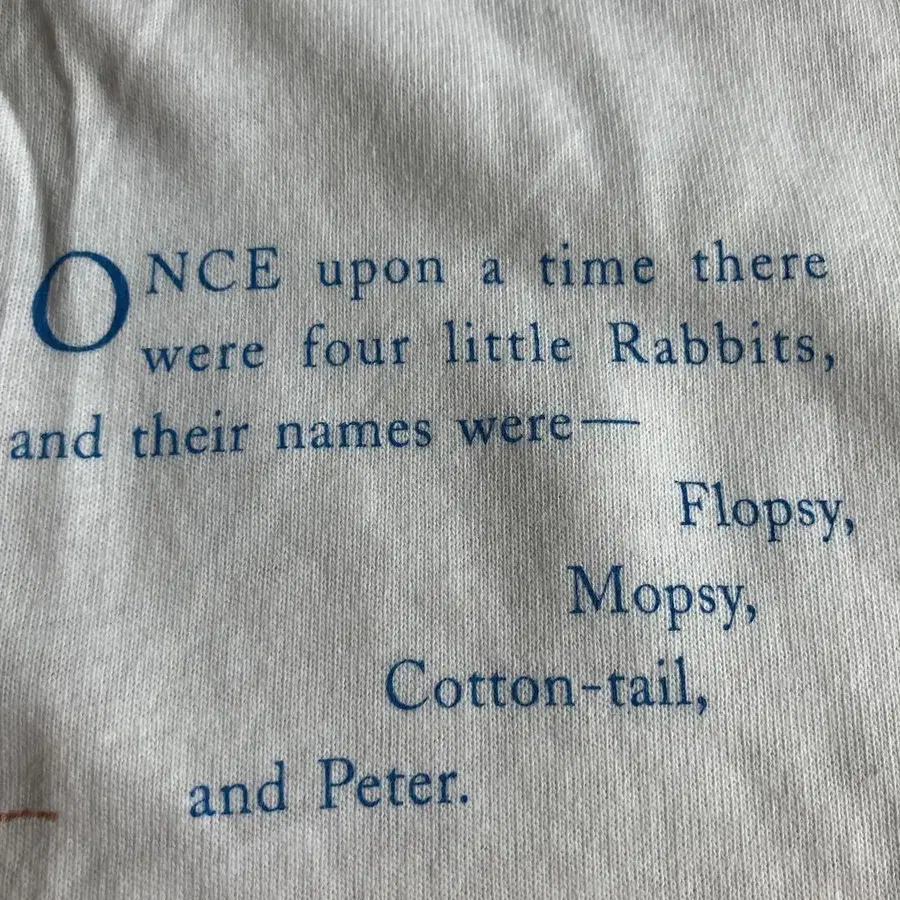 ONCE upon a time there
were four little Rabbits,
and their names were—
Flopsy,
Mopsy,
Cotton-tail,
and Peter.